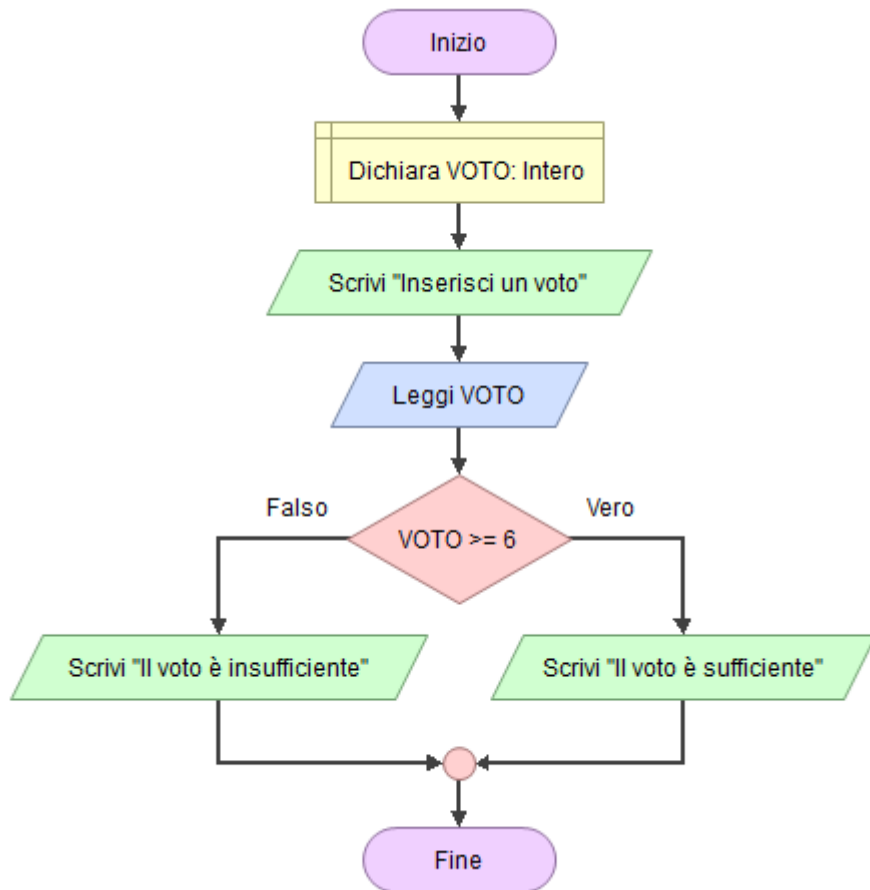 Inizio
Dichiara VOTO: Intero
Scrivi "Inserisci un voto"
Leggi VOTO
Falso
Vero
VOTO >= 6
Scrivi "Il voto è insufficiente"
Scrivi "Il voto è sufficiente"
Fine